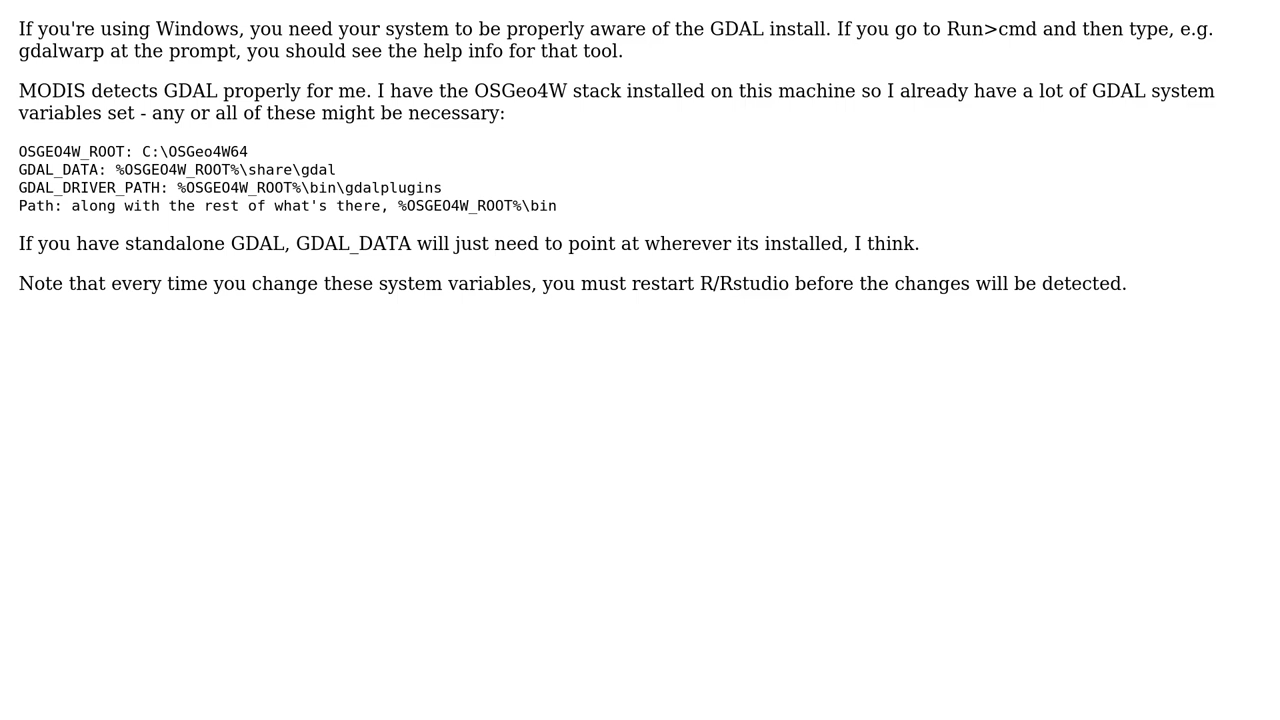 If you're using Windows, you need your system to be properly aware of the GDAL install. If you go to Run>cmd and then type, e.g.
gdalwarp at the prompt, you should see the help info for that tool.
MODIS detects GDAL properly for me. I have the OSGeo4W stack installed on this machine so I already have a lot of GDAL system
variables set - any or all of these might be necessary:
OSGEO4W_ROOT: C:\OSGeo4W64
GDAL_DATA: %OSGEO4W_ROOT%\share\gdal
GDAL_DRIVER_PATH: %OSGEO4W_ROOT%\bin\gdalplugins
Path: along with the rest of what's there, %OSGEO4W_ROOT%\bin
If you have standalone GDAL, GDAL_DATA will just need to point at wherever its installed, I think.
Note that every time you change these system variables, you must restart R/Rstudio before the changes will be detected.